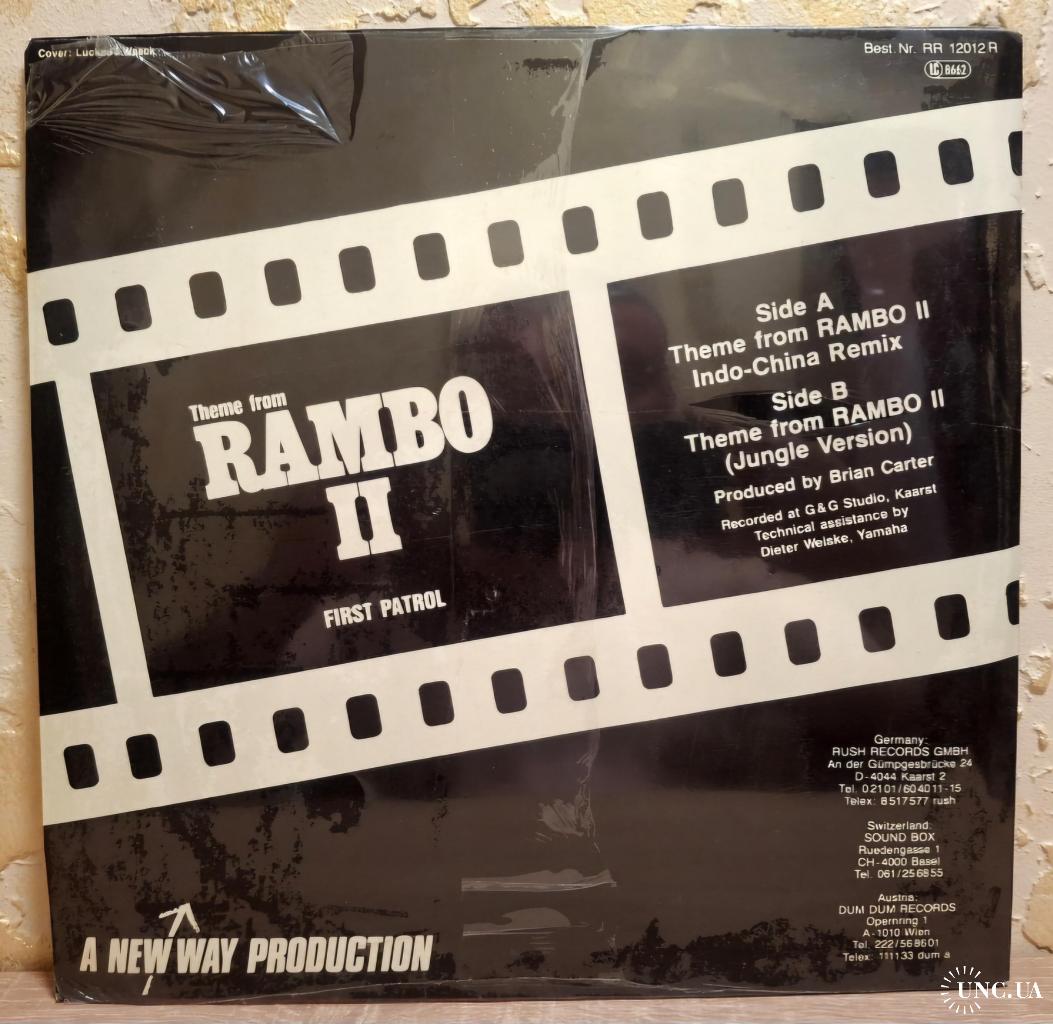 Cover:
Best. Nr. RR 12012 R
LC 8662
Theme from
RAMBO
II
FIRST PATROL
Side A
Theme from RAMBO II
Indo-China Remix
Side B
Theme from RAMBO II
(Jungle Version)
Produced by Brian Carter
Recorded at G & G Studio, Kaarst
Technical assistance by
Dieter Welske, Yamaha
Germany:
RUSH RECORDS GMBH
An der Gümpgesbrücke 24
D-4044 Kaarst 2
Tel. 02101/604011-15
Telex: 8517577 rush
Switzerland:
SOUND BOX
Ruedengasse 1
CH-4000 Basel
Tel. 061/256855
Austria:
DUM DUM RECORDS
Opernring 1
A-1010 Wien
Tel. 222/568601
Telex: 111133 dum a
A NEW WAY PRODUCTION
UNC.UA